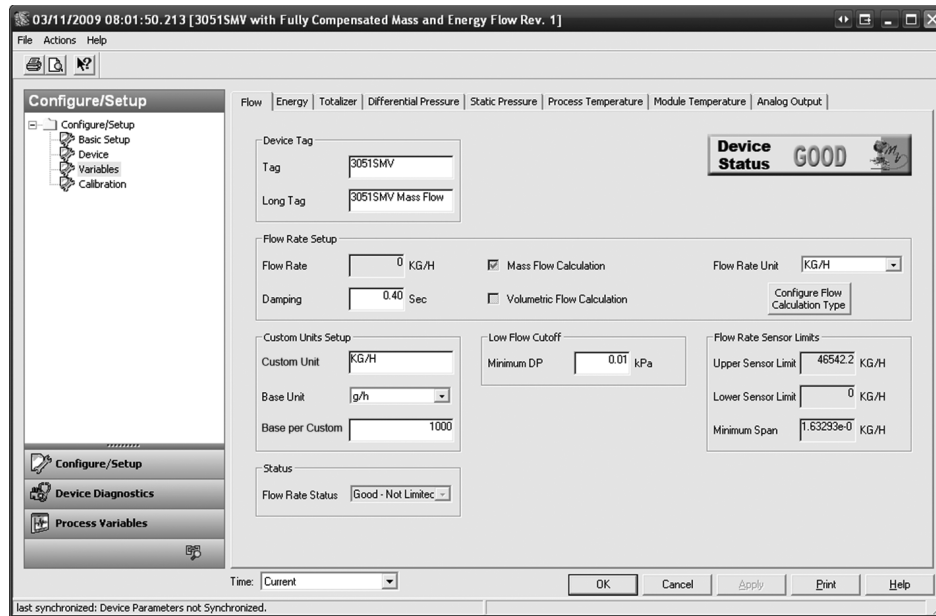 03/11/2009 08:01:50.213 [3051SMV with Fully Compensated Mass and Energy Flow Rev. 1]
File Actions Help
Configure/Setup
Configure/Setup
Basic Setup
Device
Variables
Calibration
Configure/Setup
Device Diagnostics
Process Variables
Flow Energy Totalizer Differential Pressure Static Pressure Process Temperature Module Temperature Analog Output
Device Tag
Tag 3051SMV
Long Tag 3051SMV Mass Flow
Device Status GOOD
Flow Rate Setup
Flow Rate 0 KG/H Mass Flow Calculation Flow Rate Unit KG/H
Damping 0.40 Sec Volumetric Flow Calculation Configure Flow Calculation Type
Custom Units Setup
Custom Unit KG/H
Base Unit g/h
Base per Custom 1000
Low Flow Cutoff
Minimum DP 0.01 kPa
Flow Rate Sensor Limits
Upper Sensor Limit 46542.2 KG/H
Lower Sensor Limit 0 KG/H
Minimum Span 1.63293e-0 KG/H
Status
Flow Rate Status Good - Not Limitec
Time: Current
OK Cancel Apply Print Help
last synchronized: Device Parameters not Synchronized.